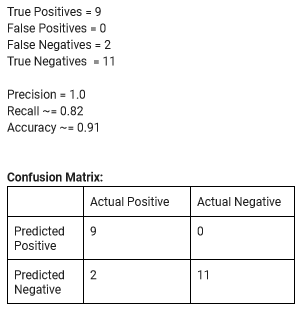 True Positives = 9
False Positives = 0
False Negatives = 2
True Negatives  = 11
Precision = 1.0
Recall ~= 0.82
Accuracy ~= 0.91
Confusion Matrix:
Actual Positive Actual Negative
Predicted Positive 9 0
Predicted Negative 2 11